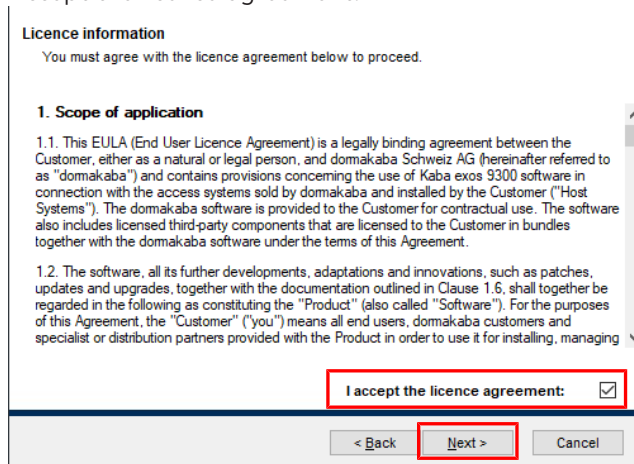 Licence information
You must agree with the licence agreement below to proceed.
1. Scope of application
1.1. This EULA (End User Licence Agreement) is a legally binding agreement between the
Customer, either as a natural or legal person, and dormakaba Schweiz AG (hereinafter referred to
as "dormakaba") and contains provisions concerning the use of Kaba exos 9300 software in
connection with the access systems sold by dormakaba and installed by the Customer ("Host
Systems"). The dormakaba software is provided to the Customer for contractual use. The software
also includes licensed third-party components that are licensed to the Customer in bundles
together with the dormakaba software under the terms of this Agreement.
1.2. The software, all its further developments, adaptations and innovations, such as patches,
updates and upgrades, together with the documentation outlined in Clause 1.6, shall together be
regarded in the following as constituting the "Product" (also called "Software"). For the purposes
of this Agreement, the "Customer" ("you") means all end users, dormakaba customers and
specialist or distribution partners provided with the Product in order to use it for installing, managing
I accept the licence agreement:
< Back
Next >
Cancel